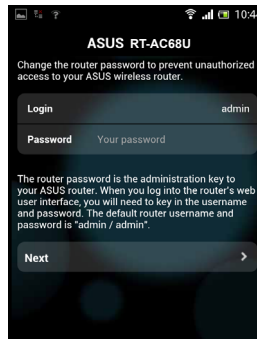 10:4
ASUS RT-AC68U
Change the router password to prevent unauthorized
access to your ASUS wireless router.
Login admin
Password Your password
The router password is the administration key to
your ASUS router. When you log into the router's web
user interface, you will need to key in the username
and password. The default router username and
password is "admin / admin".
Next